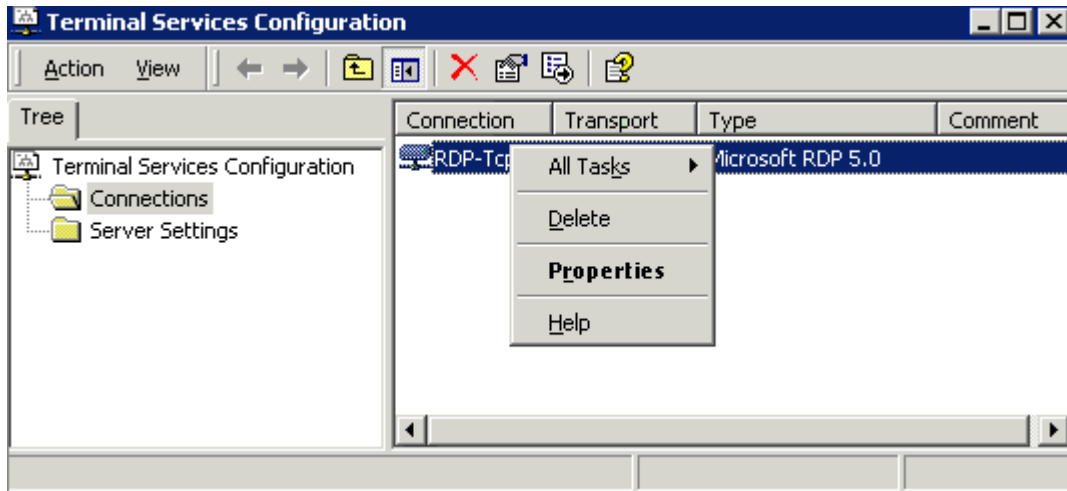 Terminal Services Configuration
Action View
Tree
Connection Transport Type Comment
Terminal Services Configuration
Connections
Server Settings
RDP-Tcp Microsoft RDP 5.0
All Tasks
Delete
Properties
Help